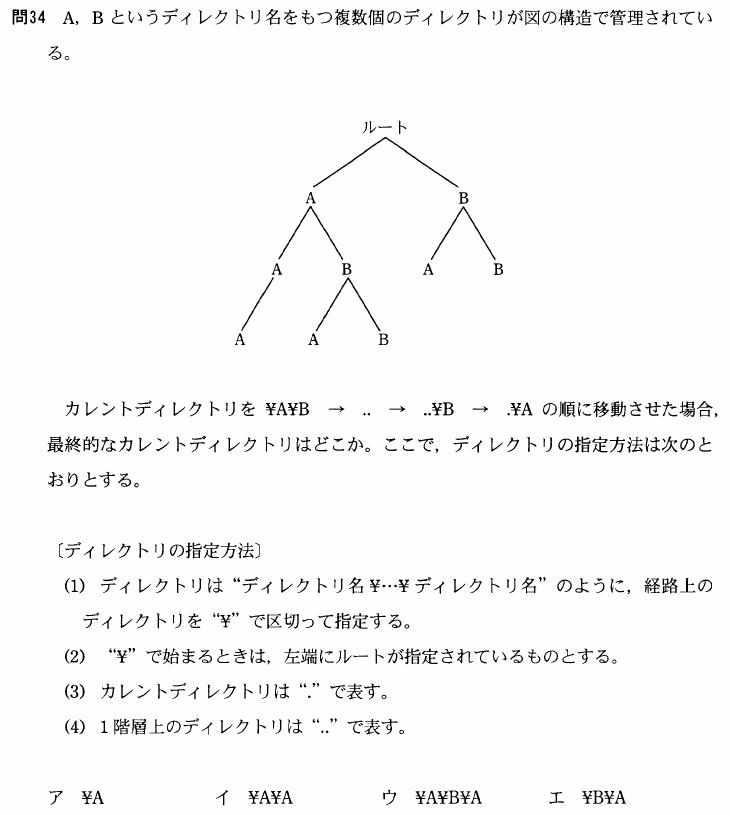 問34 A，B というディレクトリ名をもつ複数個のディレクトリが図の構造で管理されてい
る。
ルート
A B
A B A B
A A B
カレントディレクトリを ¥A¥B → .. → ..¥B → .¥A の順に移動させた場合，
最終的なカレントディレクトリはどこか。ここで，ディレクトリの指定方法は次のと
おりとする。
〔ディレクトリの指定方法〕
(1) ディレクトリは“ディレクトリ名¥…¥ディレクトリ名”のように，経路上の
ディレクトリを“¥”で区切って指定する。
(2) “¥”で始まるときは，左端にルートが指定されているものとする。
(3) カレントディレクトリは“.”で表す。
(4) 1階層上のディレクトリは“..”で表す。
ア ¥A イ ¥A¥A ウ ¥A¥B¥A エ ¥B¥A